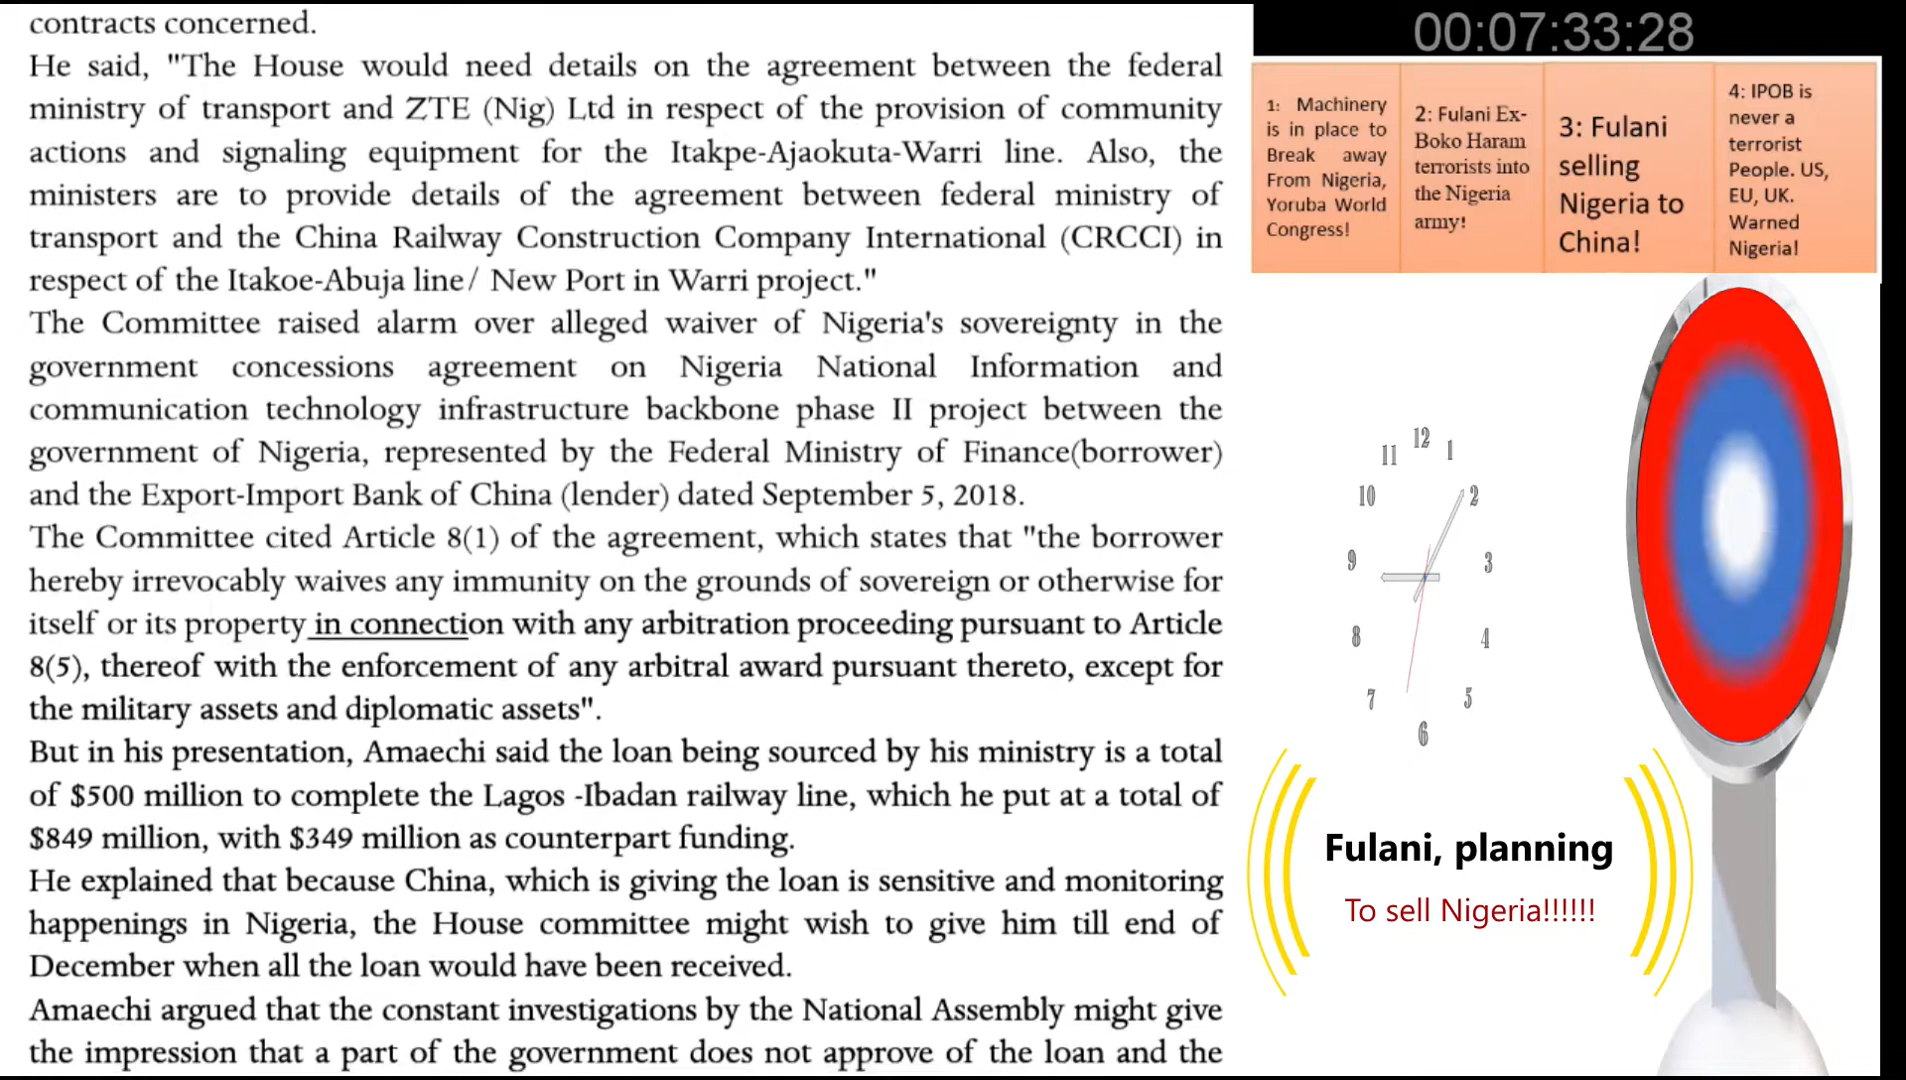 contracts concerned.
He said, "The House would need details on the agreement between the federal
ministry of transport and ZTE (Nig) Ltd in respect of the provision of community
actions and signaling equipment for the Itakpe-Ajaokuta-Warri line. Also, the
ministers are to provide details of the agreement between federal ministry of
transport and the China Railway Construction Company International (CRCCI) in
respect of the Itakoe-Abuja line/ New Port in Warri project."
The Committee raised alarm over alleged waiver of Nigeria's sovereignty in the
government concessions agreement on Nigeria National Information and
communication technology infrastructure backbone phase II project between the
government of Nigeria, represented by the Federal Ministry of Finance(borrower)
and the Export-Import Bank of China (lender) dated September 5, 2018.
The Committee cited Article 8(1) of the agreement, which states that "the borrower
hereby irrevocably waives any immunity on the grounds of sovereign or otherwise for
itself or its property in connection with any arbitration proceeding pursuant to Article
8(5), thereof with the enforcement of any arbitral award pursuant thereto, except for
the military assets and diplomatic assets".
But in his presentation, Amaechi said the loan being sourced by his ministry is a total
of $500 million to complete the Lagos -Ibadan railway line, which he put at a total of
$849 million, with $349 million as counterpart funding.
He explained that because China, which is giving the loan is sensitive and monitoring
happenings in Nigeria, the House committee might wish to give him till end of
December when all the loan would have been received.
Amaechi argued that the constant investigations by the National Assembly might give
the impression that a part of the government does not approve of the loan and the
00:07:33:28
1: Machinery
is in place to
Break away
From Nigeria,
Yoruba World
Congress!
2: Fulani Ex-
Boko Haram
terrorists into
the Nigeria
army!
3: Fulani
selling
Nigeria to
China!
4: IPOB is
never a
terrorist
People. US,
EU, UK.
Warned
Nigeria!
12
1
2
3
4
5
6
7
8
9
10
11
Fulani, planning
To sell Nigeria!!!!!!